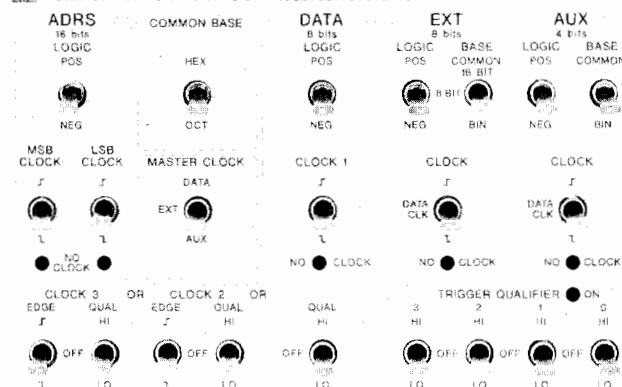 ADRS COMMON BASE DATA EXT AUX
16 bits 8 bits 8 bits 4 bits
LOGIC LOGIC LOGIC BASE LOGIC BASE
POS HEX POS POS COMMON POS COMMON
16 BIT
8 BIT
NEG OCT NEG NEG BIN NEG BIN
MSB CLOCK LSB CLOCK MASTER CLOCK CLOCK 1 CLOCK CLOCK
DATA
EXT DATA CLK DATA CLK
AUX
NO CLOCK NO CLOCK NO CLOCK NO CLOCK
CLOCK 3 OR CLOCK 2 OR TRIGGER QUALIFIER ON
EDGE QUAL EDGE QUAL QUAL 3 2 1 0
HI HI HI HI HI HI HI
OFF OFF OFF OFF OFF
LO LO LO LO LO LO LO